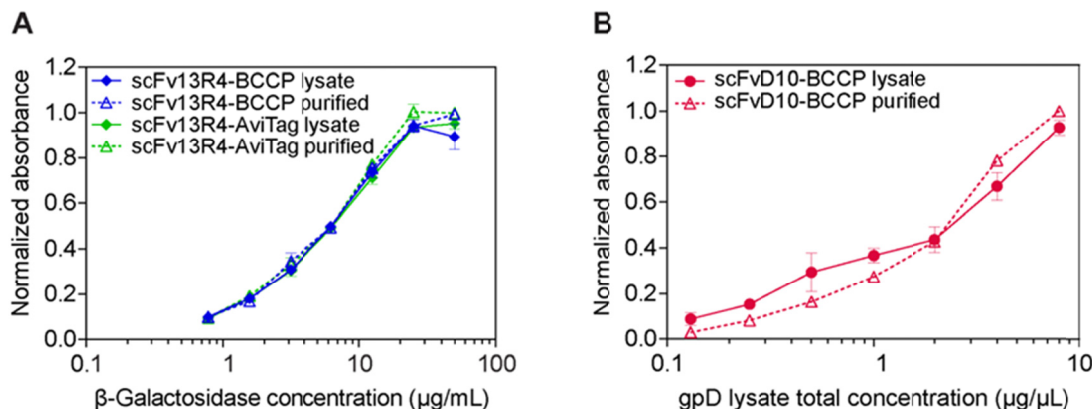 A
1.2
1.0
0.8
0.6
0.4
0.2
0.0
Normalized absorbance
scFv13R4-BCCP lysate
scFv13R4-BCCP purified
scFv13R4-AviTag lysate
scFv13R4-AviTag purified
0.1
1
10
100
β-Galactosidase concentration (µg/mL)
B
1.2
1.0
0.8
0.6
0.4
0.2
0.0
Normalized absorbance
scFvD10-BCCP lysate
scFvD10-BCCP purified
0.1
1
10
gpD lysate total concentration (µg/µL)